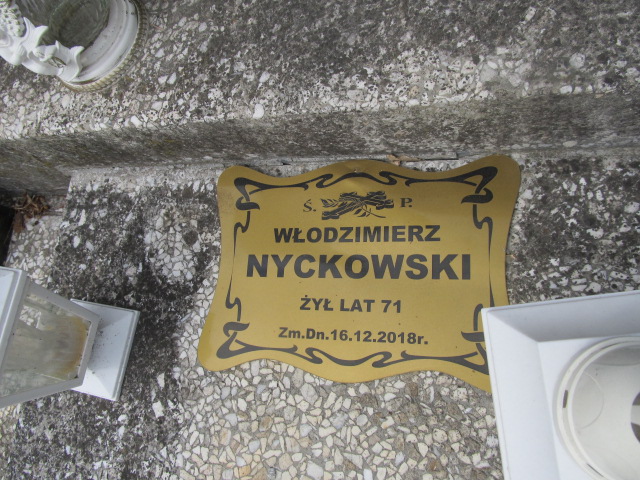 Ś. P.
WŁODZIMIERZ
NYCKOWSKI
ŻYŁ LAT 71
Zm.Dn.16.12.2018r.